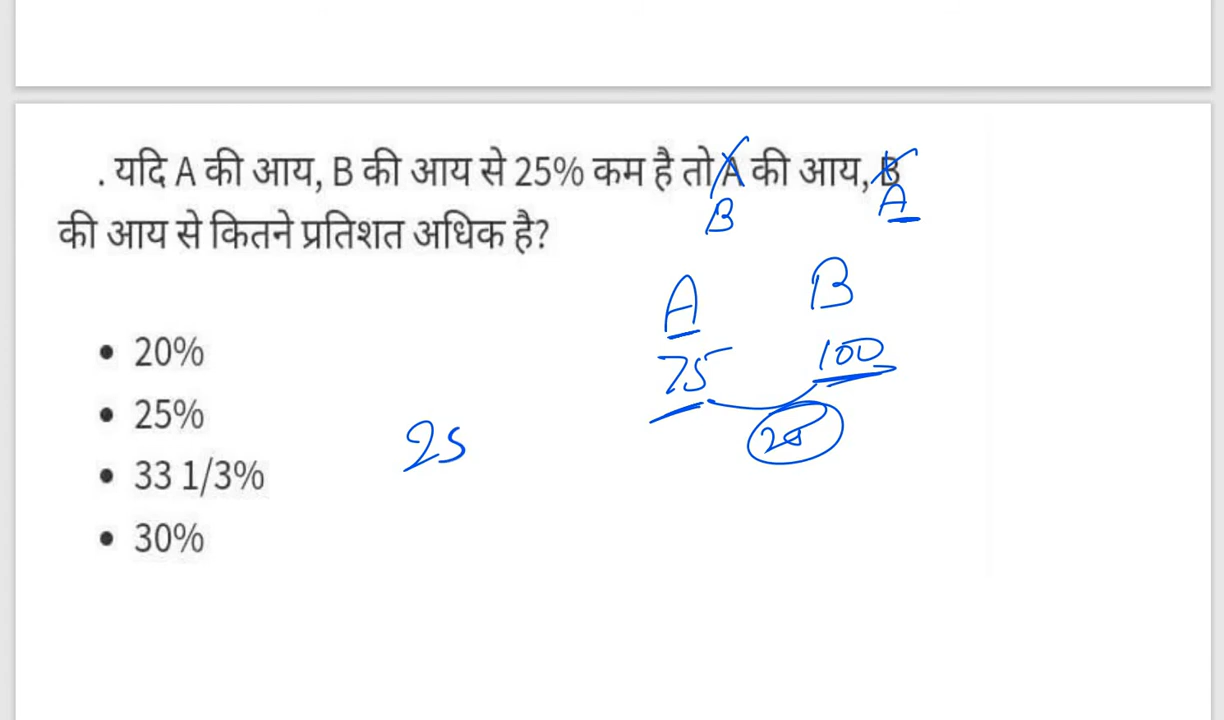 . यदि A की आय, B की आय से 25% कम है तो A की आय, B
B A
की आय से कितने प्रतिशत अधिक है?
A B
• 20%
75 100
• 25%
25 25
• 33 1/3%
• 30%